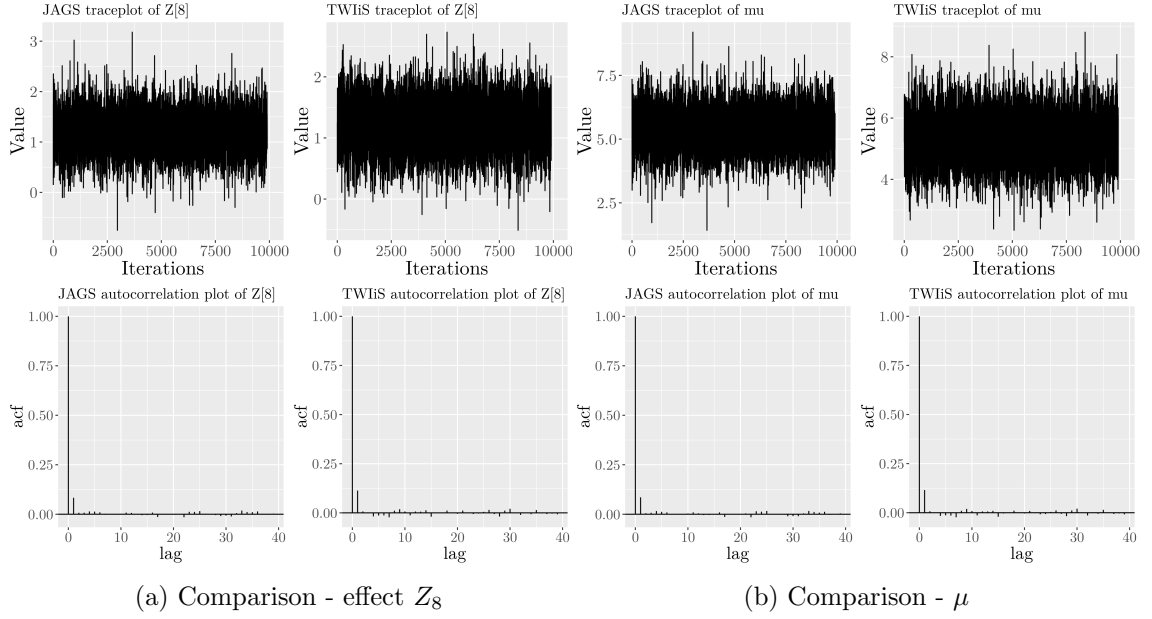 JAGS traceplot of Z[8]
Value
3
2
1
0
0
2500
5000
7500
10000
Iterations
TWIiS traceplot of Z[8]
Value
2
1
0
0
2500
5000
7500
10000
Iterations
JAGS traceplot of mu
Value
7.5
5.0
2.5
0
2500
5000
7500
10000
Iterations
TWIiS traceplot of mu
Value
8
6
4
0
2500
5000
7500
10000
Iterations
JAGS autocorrelation plot of Z[8]
acf
1.00
0.75
0.50
0.25
0.00
0
10
20
30
40
lag
TWIiS autocorrelation plot of Z[8]
acf
1.00
0.75
0.50
0.25
0.00
0
10
20
30
40
lag
JAGS autocorrelation plot of mu
acf
1.00
0.75
0.50
0.25
0.00
0
10
20
30
40
lag
TWIiS autocorrelation plot of mu
acf
1.00
0.75
0.50
0.25
0.00
0
10
20
30
40
lag
(a) Comparison - effect Z₈
(b) Comparison - μ